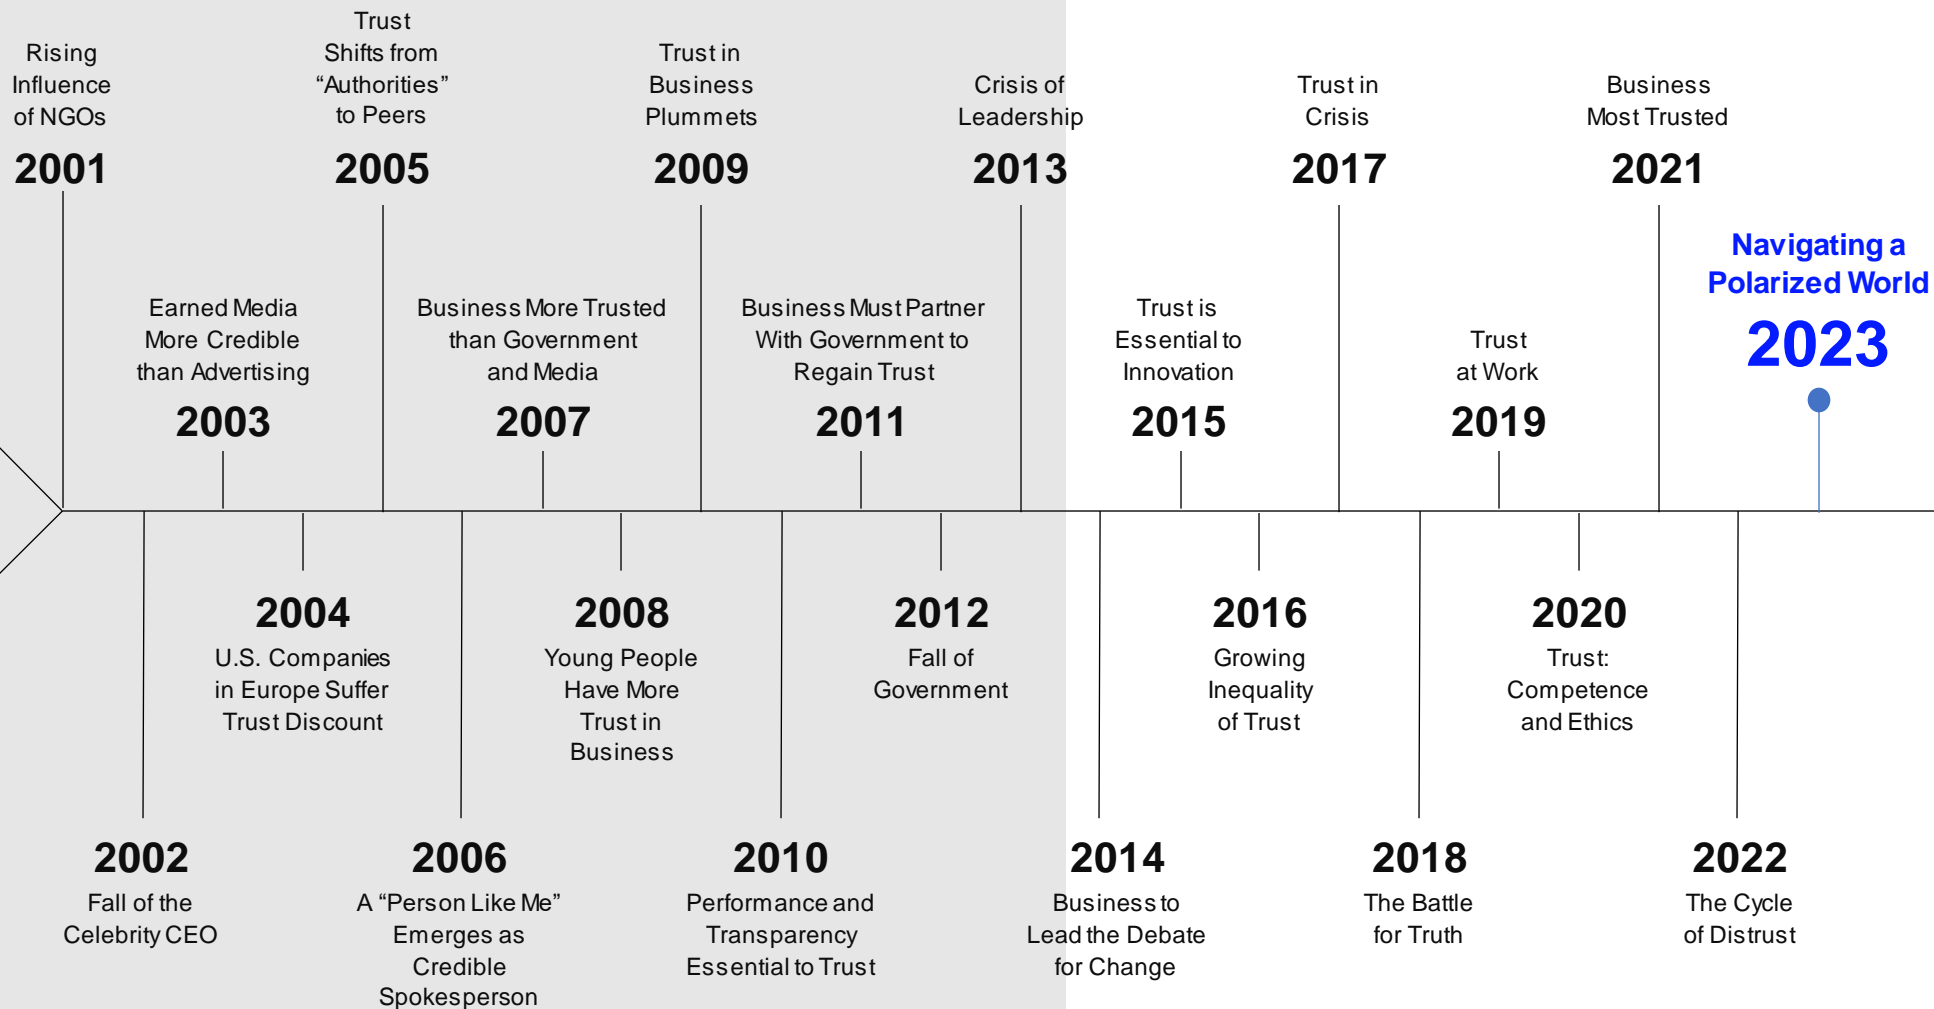 Rising
Influence
of NGOs
2001
Trust
Shifts from
“Authorities”
to Peers
2005
Trust in
Business
Plummets
2009
Crisis of
Leadership
2013
Trust in
Crisis
2017
Business
Most Trusted
2021
Earned Media
More Credible
than Advertising
2003
Business More Trusted
than Government
and Media
2007
Business Must Partner
With Government to
Regain Trust
2011
Trust is
Essential to
Innovation
2015
Trust
at Work
2019
Navigating a
Polarized World
2023
2004
U.S. Companies
in Europe Suffer
Trust Discount
2008
Young People
Have More
Trust in
Business
2012
Fall of
Government
2016
Growing
Inequality
of Trust
2020
Trust:
Competence
and Ethics
2002
Fall of the
Celebrity CEO
2006
A “Person Like Me”
Emerges as
Credible
Spokesperson
2010
Performance and
Transparency
Essential to Trust
2014
Business to
Lead the Debate
for Change
2018
The Battle
for Truth
2022
The Cycle
of Distrust